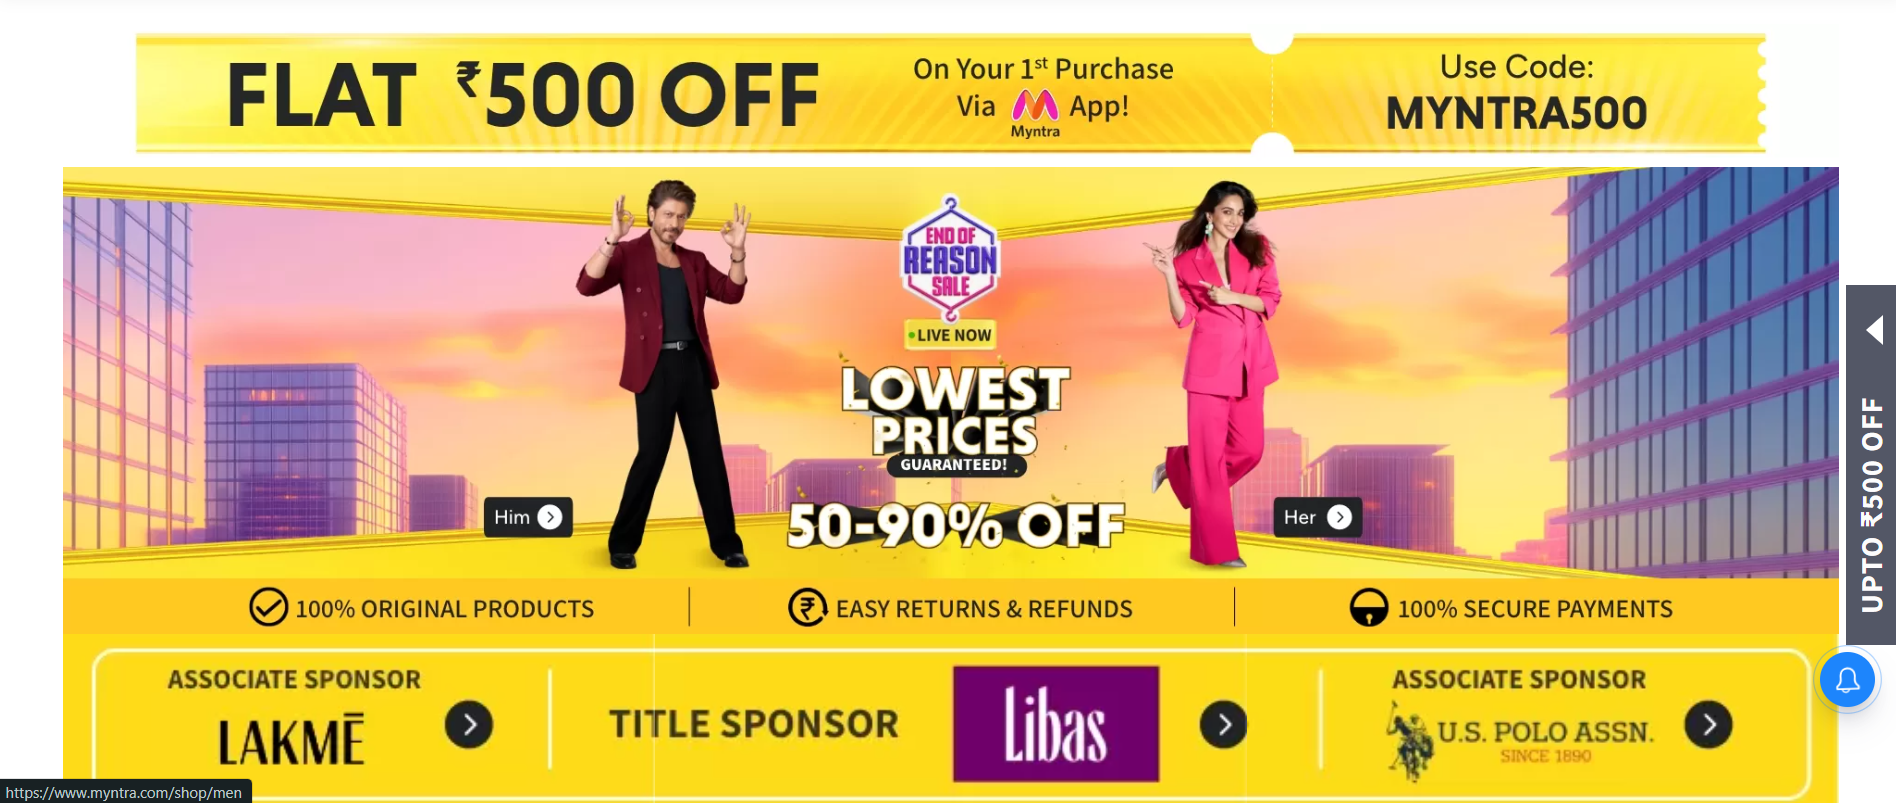 FLAT ₹500 OFF
On Your 1st Purchase
Via Myntra App!
Use Code:
MYNTRA500
END OF
REASON
SALE
LIVE NOW
LOWEST
PRICES
GUARANTEED!
50-90% OFF
Him
Her
100% ORIGINAL PRODUCTS
EASY RETURNS & REFUNDS
100% SECURE PAYMENTS
ASSOCIATE SPONSOR
LAKMĒ
TITLE SPONSOR
Libas
ASSOCIATE SPONSOR
U.S. POLO ASSN.
SINCE 1890
UPTO ₹500 OFF
https://www.myntra.com/shop/men